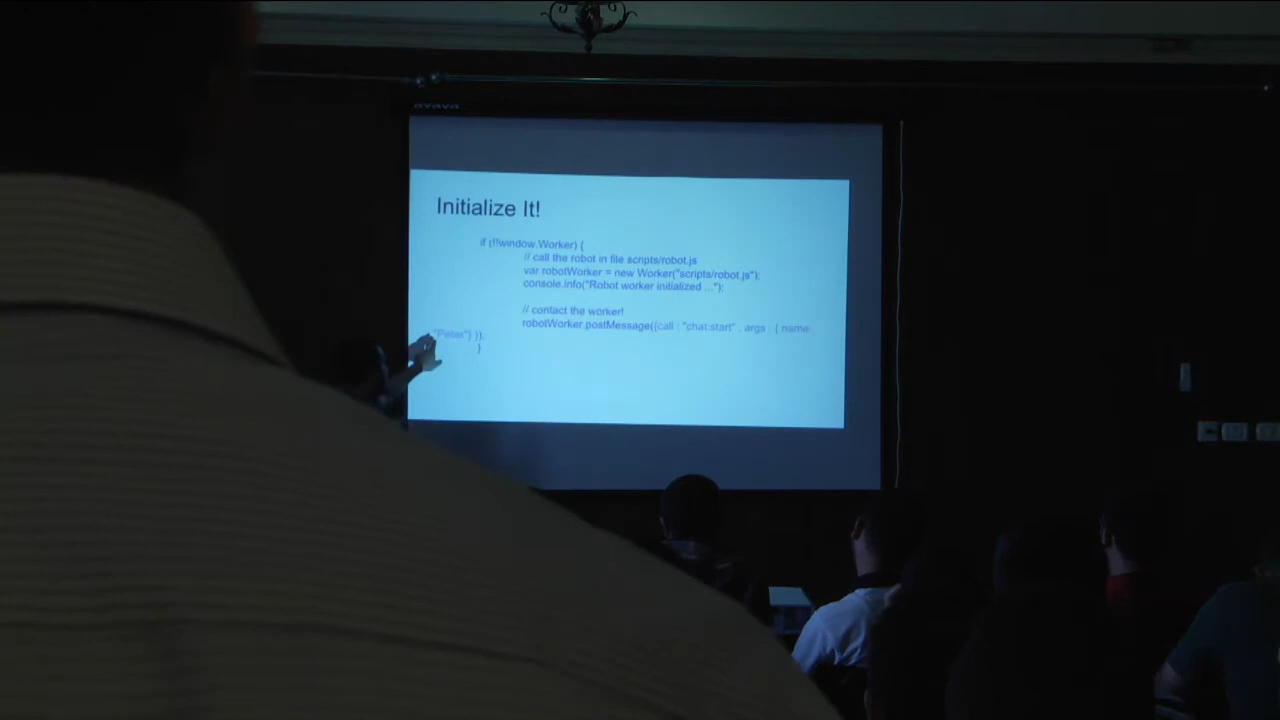 AVAYA
Initialize It!
if (!!window.Worker) {
// call the robot in file scripts/robot.js
var robotWorker = new Worker("scripts/robot.js");
console.info("Robot worker initialized ...");
// contact the worker!
robotWorker.postMessage({call : "chat:start" , args : { name:
"Peter"} });
}